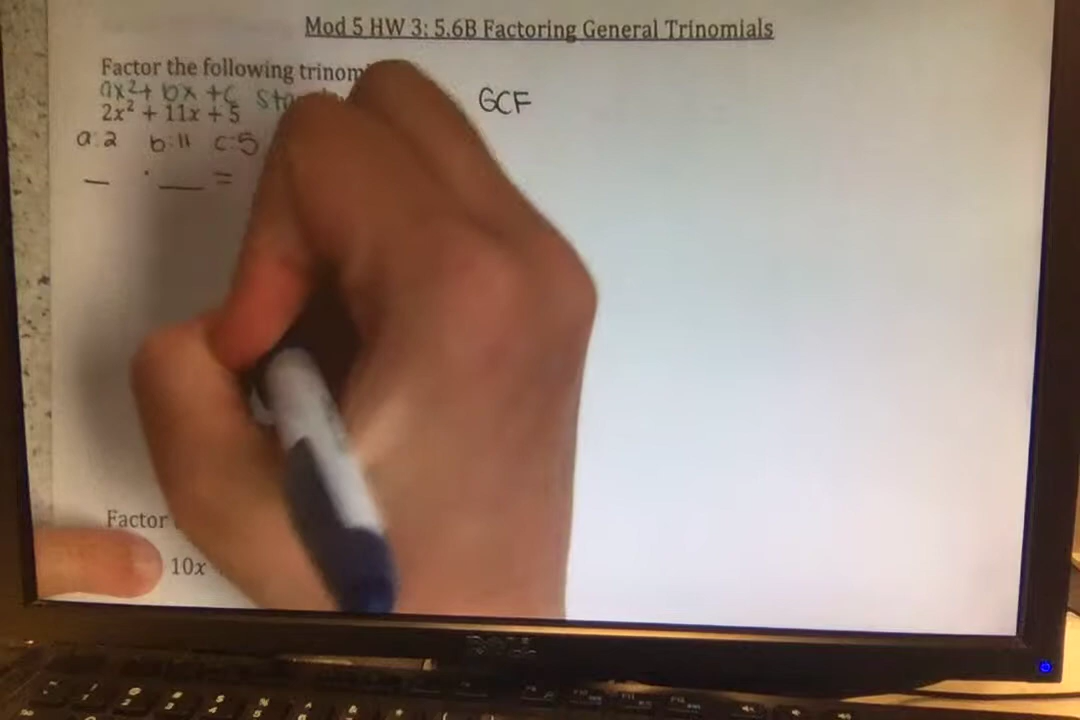 Mod 5 HW 3: 5.6B Factoring General Trinomials
Factor the following
ax² + bx + c
GCF
2x² + 11x + 5
a:2 b:11 c:5
_ · _ =
Factor
10x
DELL